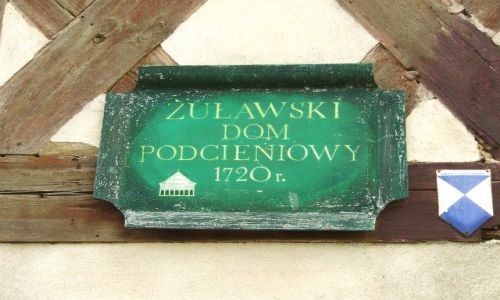 ŻUŁAWSKI
DOM
PODCIENIOWY
1720 r.